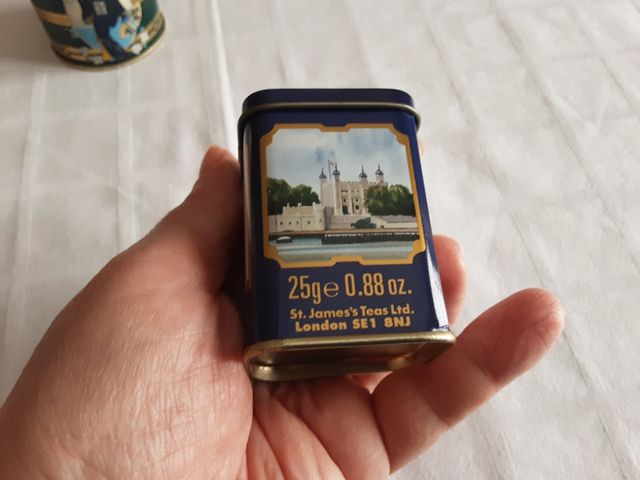 25g℮ 0.88 oz.
St. James's Teas Ltd.
London SE1 8NJ